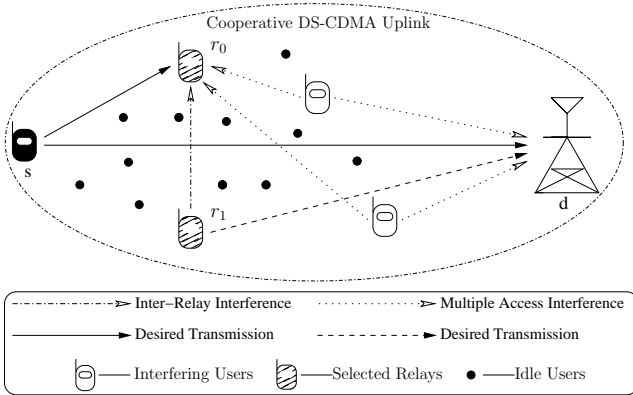 Cooperative DS-CDMA Uplink
r0
s
r1
d
Inter-Relay Interference
Multiple Access Interference
Desired Transmission
Desired Transmission
Interfering Users
Selected Relays
Idle Users